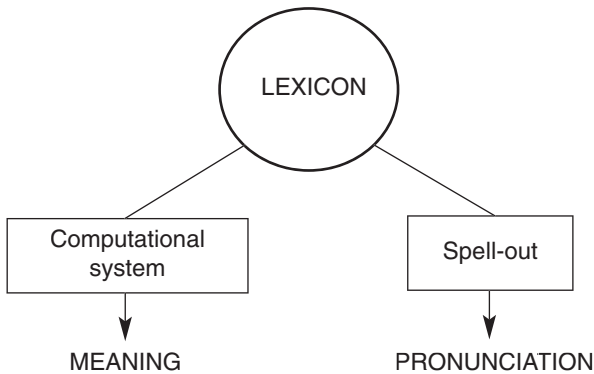 LEXICON
Computational
system
Spell-out
MEANING
PRONUNCIATION